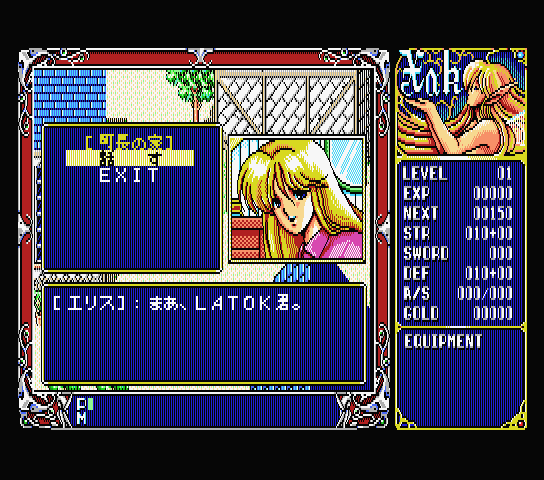 [町長の家]
話 す
EXIT
[エリス]：まあ、LATOK君。
P
M
Xak
LEVEL 01
EXP 00000
NEXT 00150
STR 010+00
SWORD 000
DEF 010+00
A/S 000/000
GOLD 00000
EQUIPMENT